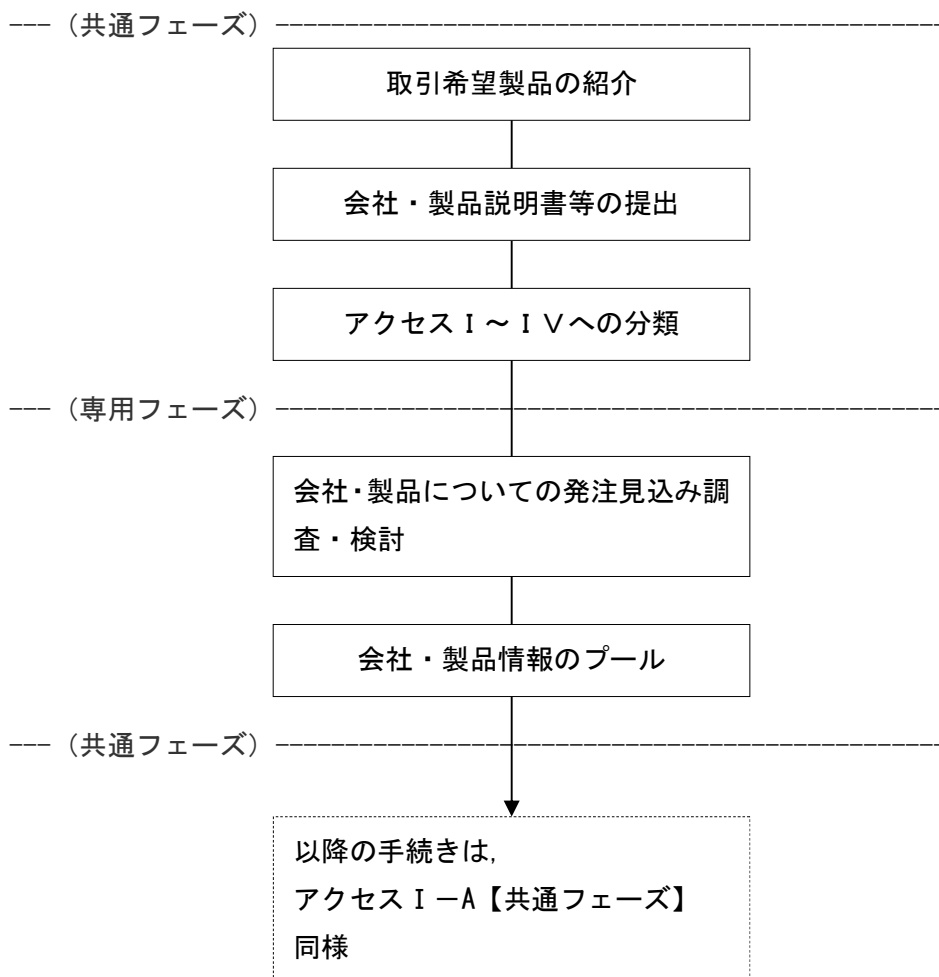 --- (共通フェーズ) ---
取引希望製品の紹介
会社・製品説明書等の提出
アクセスⅠ～ⅠⅤへの分類
--- (専用フェーズ) ---
会社・製品についての発注見込み調
査・検討
会社・製品情報のプール
--- (共通フェーズ) ---
以降の手続きは,
アクセスⅠ－A【共通フェーズ】
同様